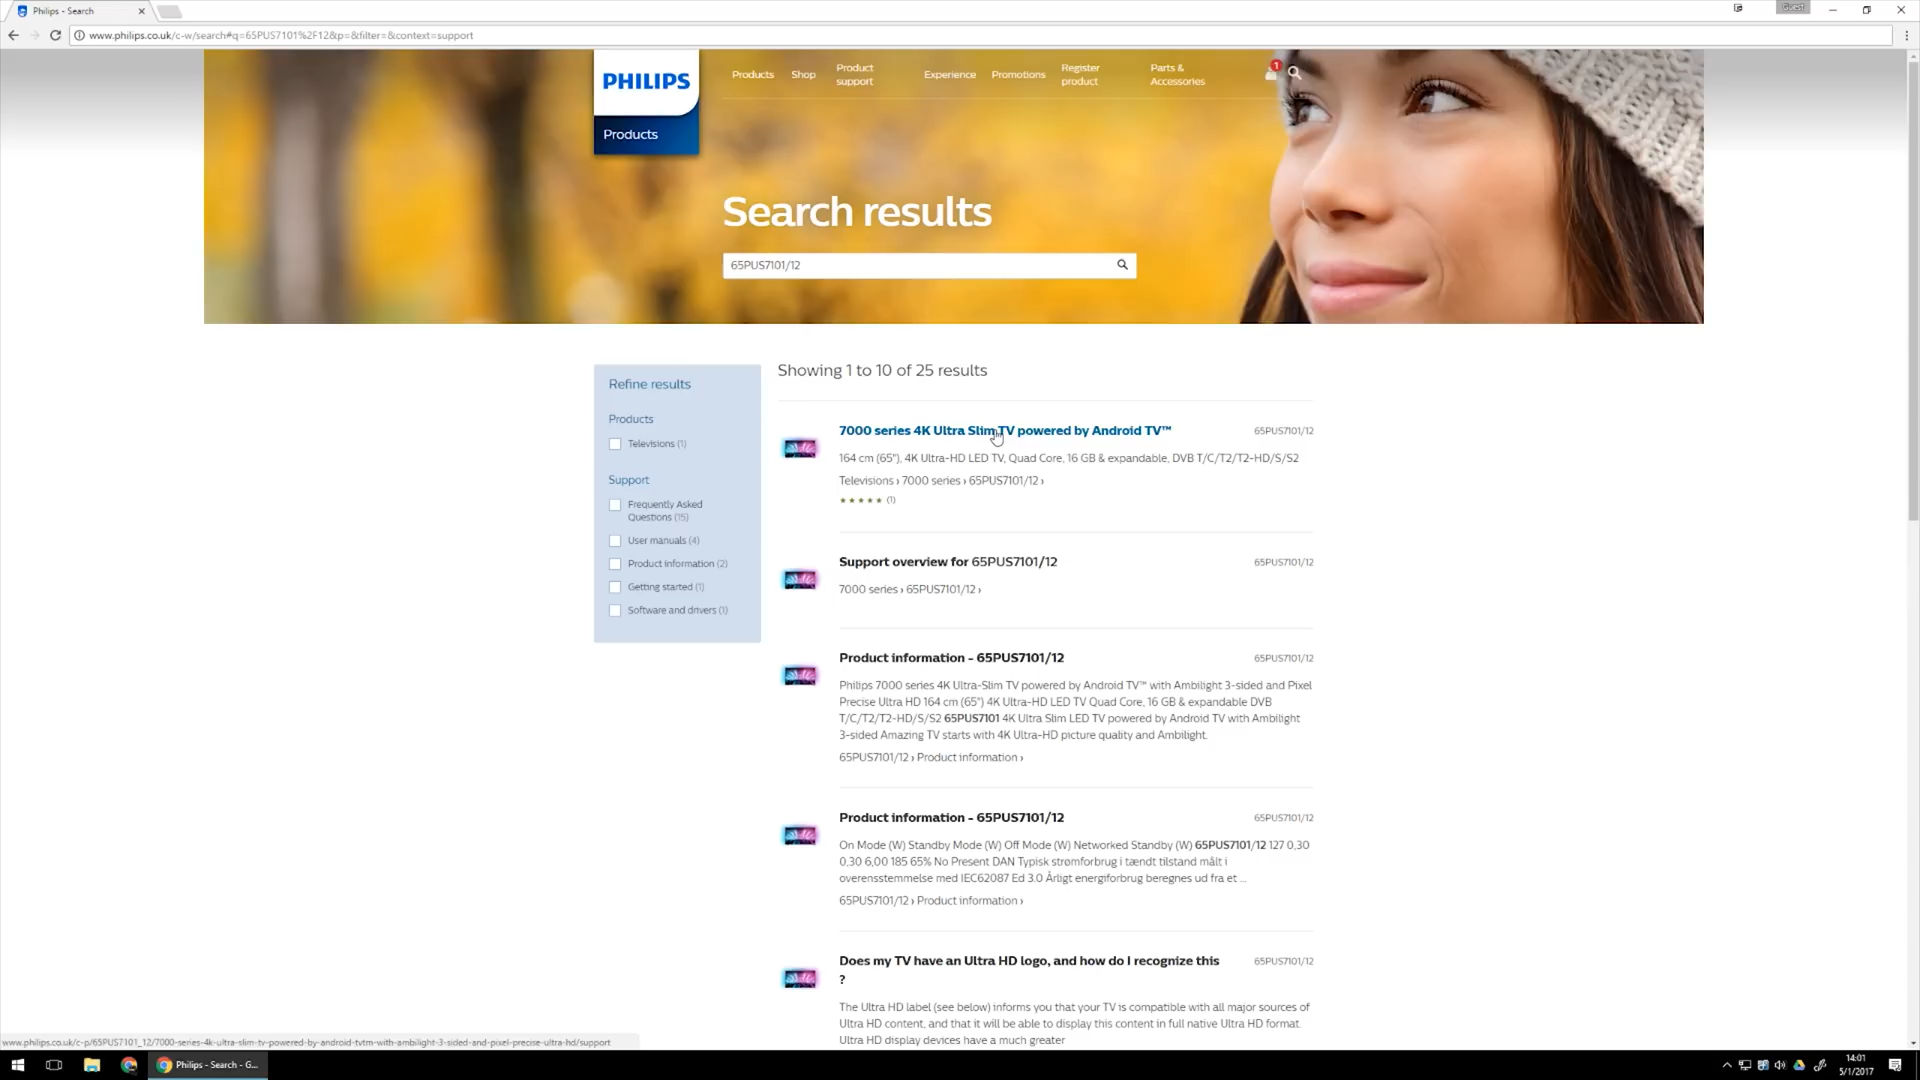 Philips - Search
Guest
www.philips.co.uk/c-w/search#q=65PUS7101%2F12&p=&filter=&context=support
PHILIPS
Products
Products
Shop
Product support
Experience
Promotions
Register product
Parts & Accessories
1
Search results
65PUS7101/12
Refine results
Products
Televisions (1)
Support
Frequently Asked
Questions (15)
User manuals (4)
Product information (2)
Getting started (1)
Software and drivers (1)
Showing 1 to 10 of 25 results
7000 series 4K Ultra Slim TV powered by Android TV™
65PUS7101/12
164 cm (65"), 4K Ultra-HD LED TV, Quad Core, 16 GB & expandable, DVB T/C/T2/T2-HD/S/S2
Televisions › 7000 series › 65PUS7101/12 ›
★★★★★ (1)
Support overview for 65PUS7101/12
65PUS7101/12
7000 series › 65PUS7101/12 ›
Product information - 65PUS7101/12
65PUS7101/12
Philips 7000 series 4K Ultra-Slim TV powered by Android TV™ with Ambilight 3-sided and Pixel
Precise Ultra HD 164 cm (65") 4K Ultra-HD LED TV Quad Core, 16 GB & expandable DVB
T/C/T2/T2-HD/S/S2 65PUS7101 4K Ultra Slim LED TV powered by Android TV with Ambilight
3-sided Amazing TV starts with 4K Ultra-HD picture quality and Ambilight.
65PUS7101/12 › Product information ›
Product information - 65PUS7101/12
65PUS7101/12
On Mode (W) Standby Mode (W) Off Mode (W) Networked Standby (W) 65PUS7101/12 127 0,30
0,30 6,00 185 65% No Present DAN Typisk strømforbrug i tændt tilstand målt i
overensstemmelse med IEC62087 Ed 3.0 Årligt energiforbrug beregnes ud fra et ...
65PUS7101/12 › Product information ›
Does my TV have an Ultra HD logo, and how do I recognize this
?
65PUS7101/12
The Ultra HD label (see below) informs you that your TV is compatible with all major sources of
Ultra HD content, and that it will be able to display this content in full native Ultra HD format.
Ultra HD display devices have a much greater
www.philips.co.uk/c-p/65PUS7101_12/7000-series-4k-ultra-slim-tv-powered-by-android-tvtm-with-ambilight-3-sided-and-pixel-precise-ultra-hd/support
Philips - Search - G...
14:01
5/1/2017